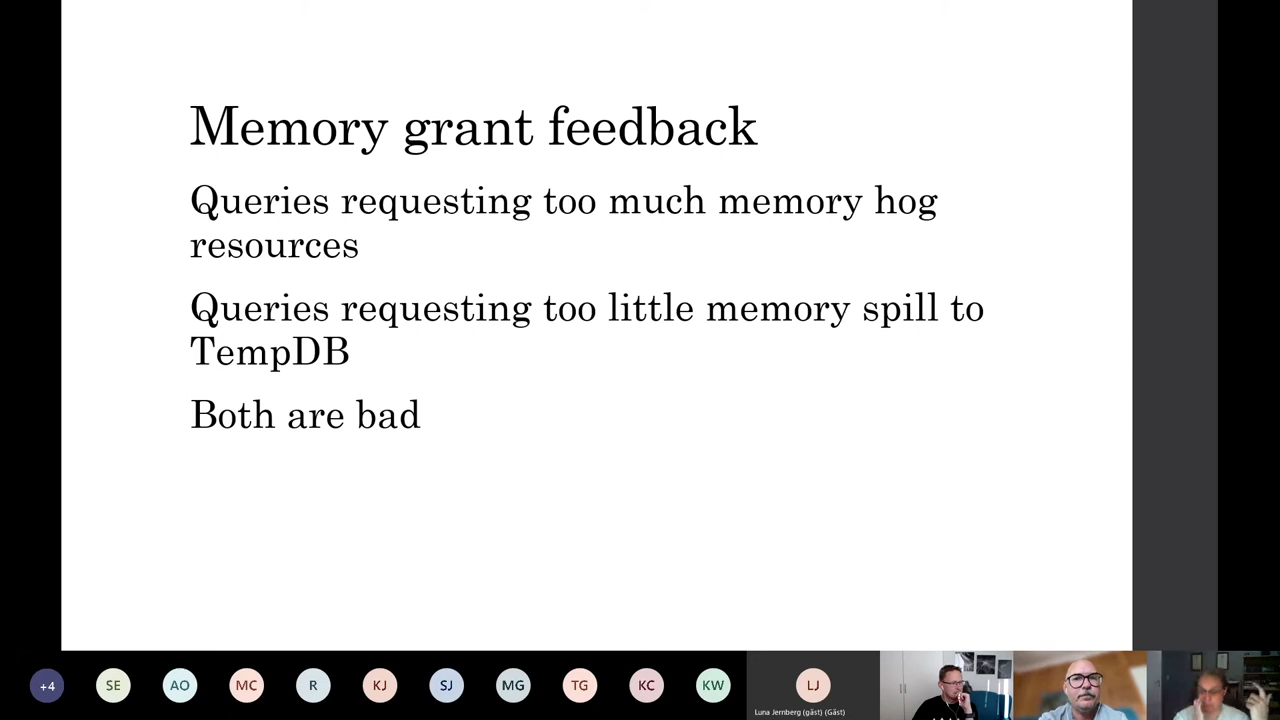 Memory grant feedback
Queries requesting too much memory hog
resources
Queries requesting too little memory spill to
TempDB
Both are bad
+4 SE AO MC R KJ SJ MG TG KC KW LJ
Luna Jernberg (gäst) (Gäst)